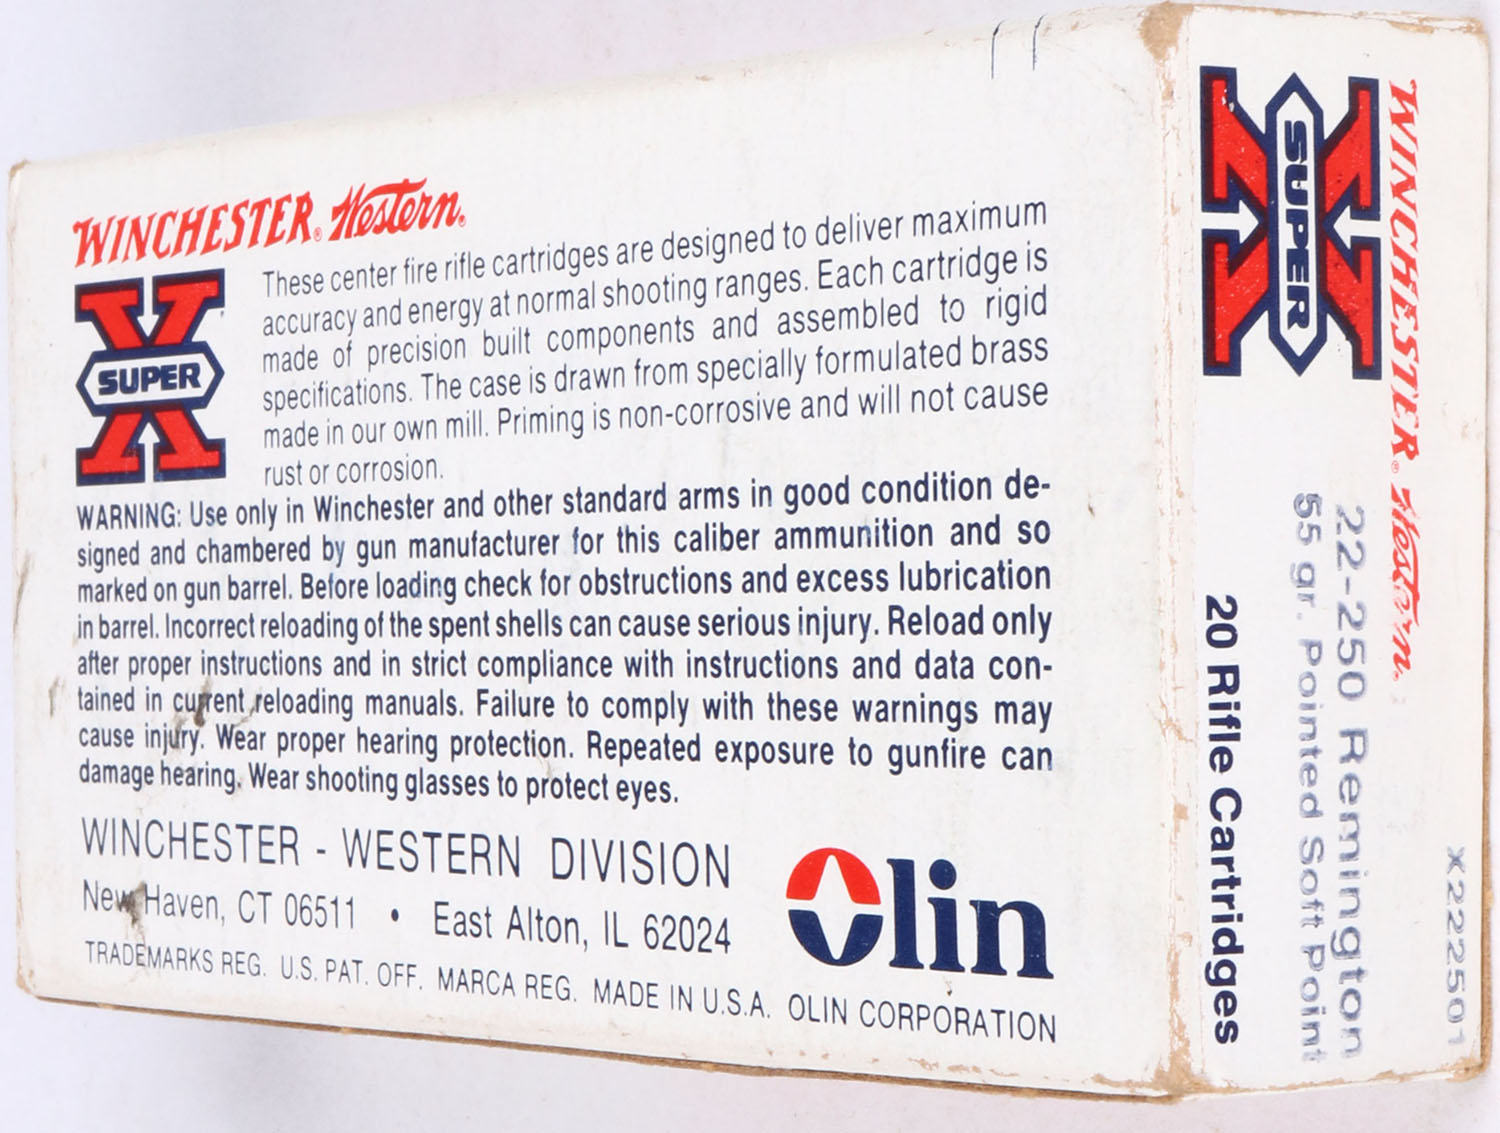 WINCHESTER® Western®
SUPER X
These center fire rifle cartridges are designed to deliver maximum
accuracy and energy at normal shooting ranges. Each cartridge is
made of precision built components and assembled to rigid
specifications. The case is drawn from specially formulated brass
made in our own mill. Priming is non-corrosive and will not cause
rust or corrosion.
WARNING: Use only in Winchester and other standard arms in good condition de-
signed and chambered by gun manufacturer for this caliber ammunition and so
marked on gun barrel. Before loading check for obstructions and excess lubrication
in barrel. Incorrect reloading of the spent shells can cause serious injury. Reload only
after proper instructions and in strict compliance with instructions and data con-
tained in current reloading manuals. Failure to comply with these warnings may
cause injury. Wear proper hearing protection. Repeated exposure to gunfire can
damage hearing. Wear shooting glasses to protect eyes.
WINCHESTER - WESTERN DIVISION
New Haven, CT 06511 • East Alton, IL 62024
Olin
TRADEMARKS REG. U.S. PAT. OFF. MARCA REG. MADE IN U.S.A. OLIN CORPORATION
X222501
WINCHESTER® Western®
SUPER X
22-250 Remington
55 gr. Pointed Soft Point
20 Rifle Cartridges